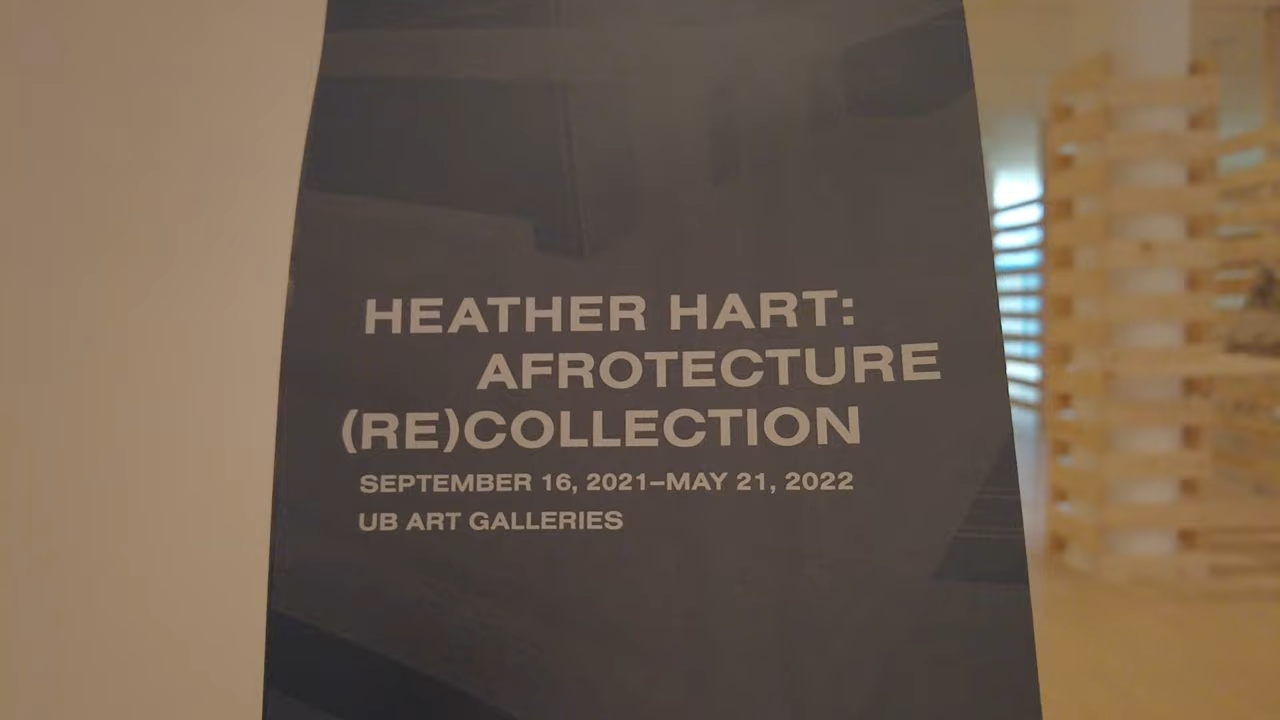 HEATHER HART:
AFROTECTURE
(RE)COLLECTION
SEPTEMBER 16, 2021–MAY 21, 2022
UB ART GALLERIES